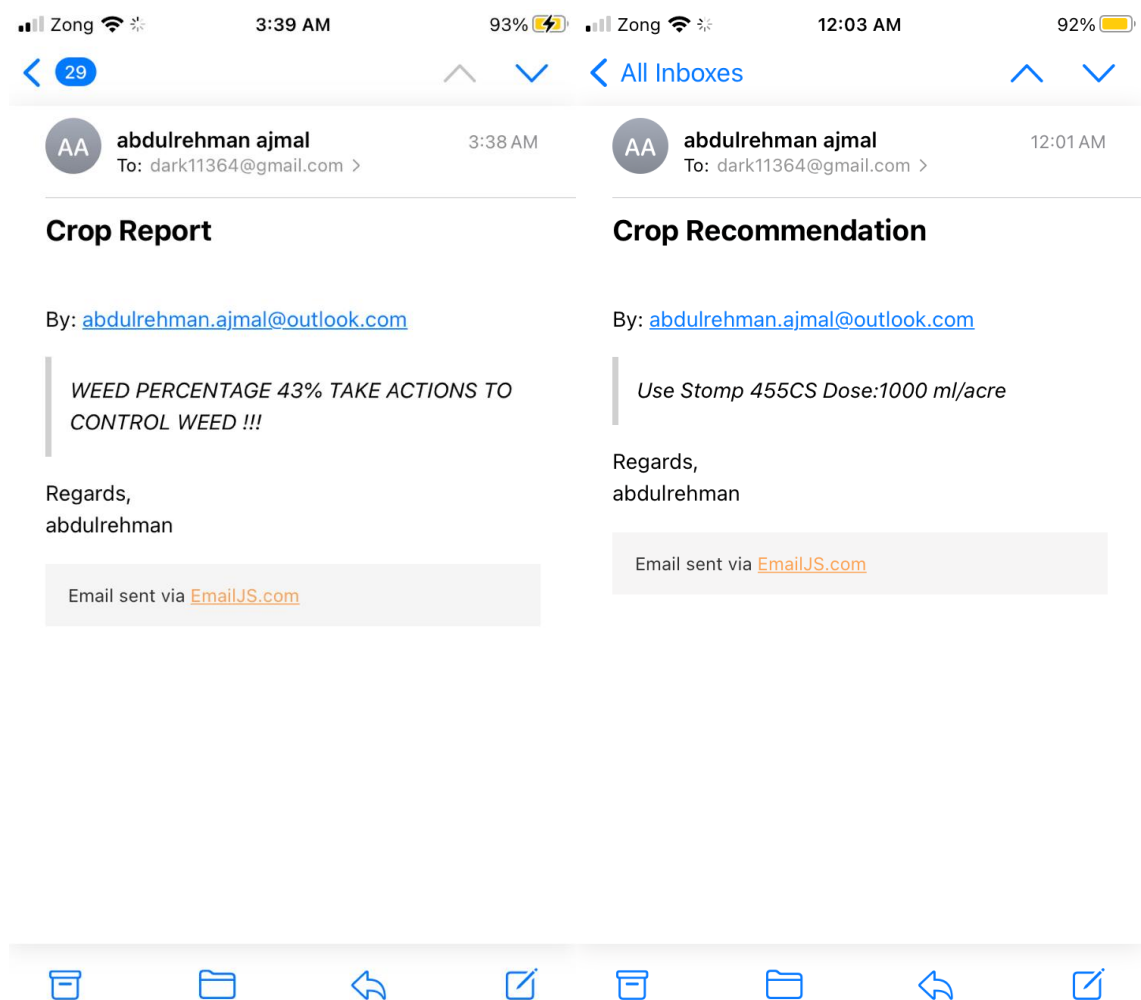 Zong 3:39 AM 93%
29
AA
abdulrehman ajmal 3:38 AM
To: dark11364@gmail.com >
Crop Report
By: abdulrehman.ajmal@outlook.com
WEED PERCENTAGE 43% TAKE ACTIONS TO
CONTROL WEED !!!
Regards,
abdulrehman
Email sent via EmailJS.com
Zong 12:03 AM 92%
All Inboxes
AA
abdulrehman ajmal 12:01 AM
To: dark11364@gmail.com >
Crop Recommendation
By: abdulrehman.ajmal@outlook.com
Use Stomp 455CS Dose:1000 ml/acre
Regards,
abdulrehman
Email sent via EmailJS.com